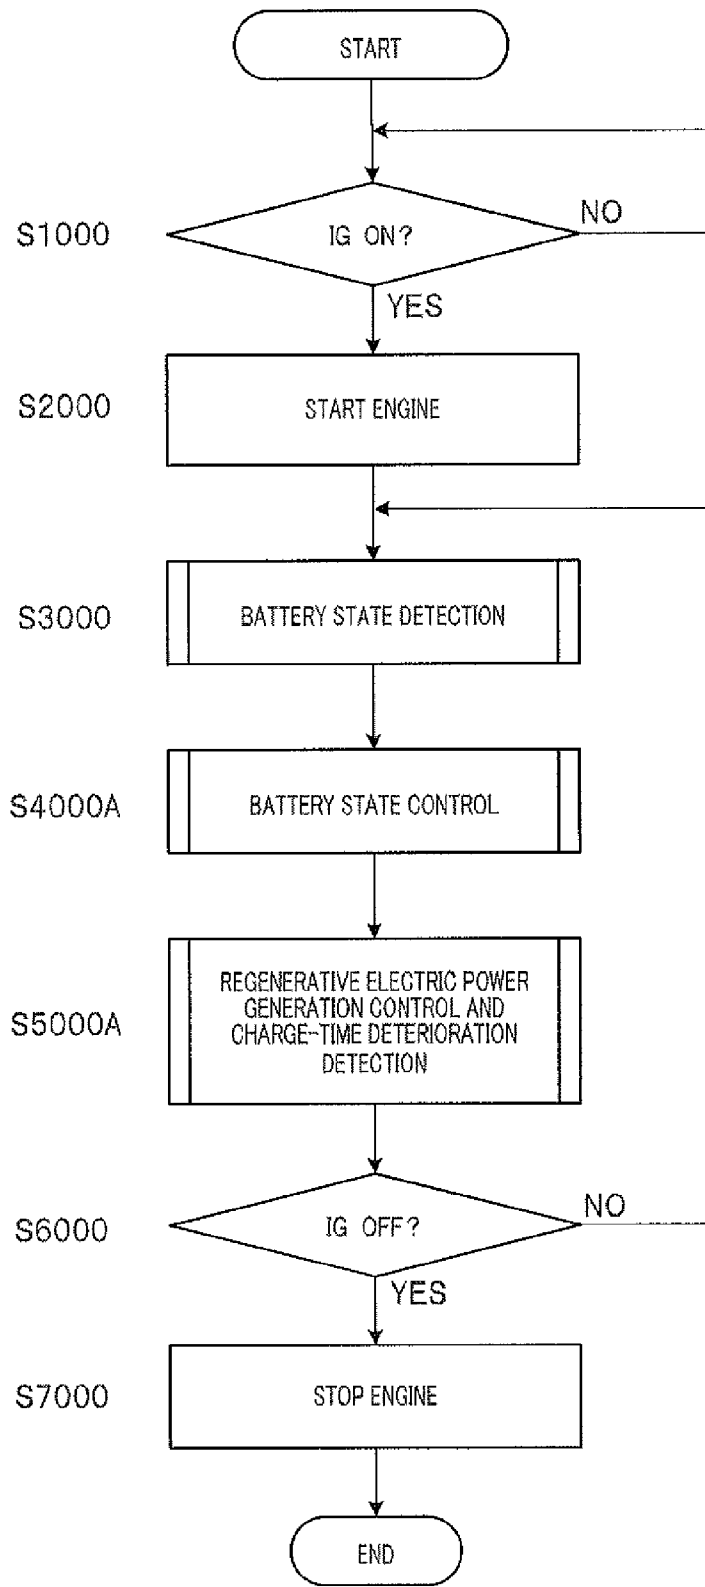 START
S1000
IG ON?
NO
YES
S2000
START ENGINE
S3000
BATTERY STATE DETECTION
S4000A
BATTERY STATE CONTROL
S5000A
REGENERATIVE ELECTRIC POWER
GENERATION CONTROL AND
CHARGE-TIME DETERIORATION
DETECTION
S6000
IG OFF?
NO
YES
S7000
STOP ENGINE
END